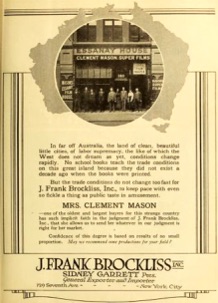 ESSANAY HOUSE
CLEMENT MASON SUPER FILMS
In far off Australia, the land of clear, beautiful
little cities, of labor supremacy, the like of which the
West does not dream as yet, conditions change
rapidly. No school books teach the trade conditions
on this great island because they did not exist a
decade ago when the books were printed.
But the trade conditions do not change too fast for
J. Frank Brockliss, Inc., to keep pace with even
so fickle a thing as public taste in amusement.
MRS. CLEMENT MASON
one of the oldest and largest buyers for this strange country
has such implicit faith in the judgment of J. Frank Brockliss,
Inc., that she allows us to send her whatever in our judgment is
right for her market.
Confidence of this degree is based on results of no small
proportion. May we recommend some productions for your field?
J. FRANK BROCKLISS INC
SIDNEY GARRETT Pres.
General Exporter and Importer
729 Seventh Ave New York City